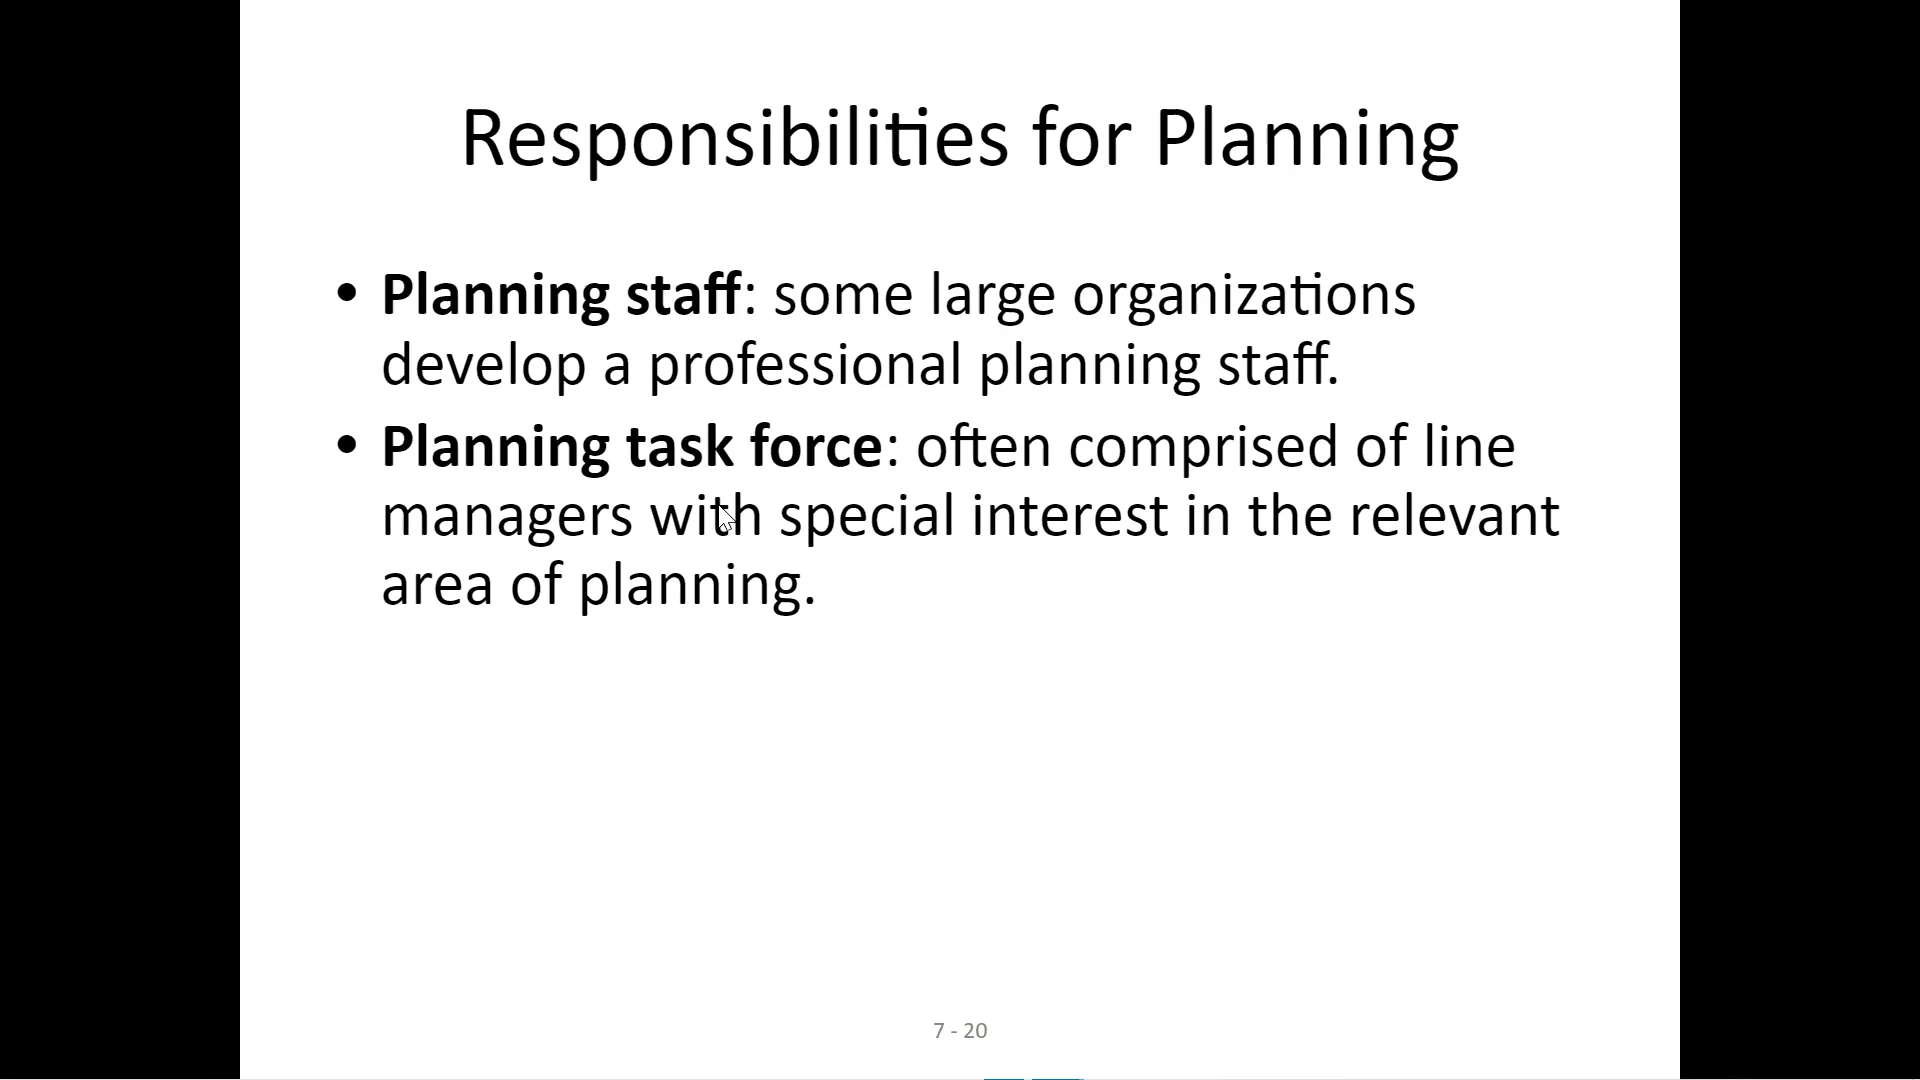 Responsibilities for Planning
• Planning staff: some large organizations
develop a professional planning staff.
• Planning task force: often comprised of line
managers with special interest in the relevant
area of planning.
7 - 20